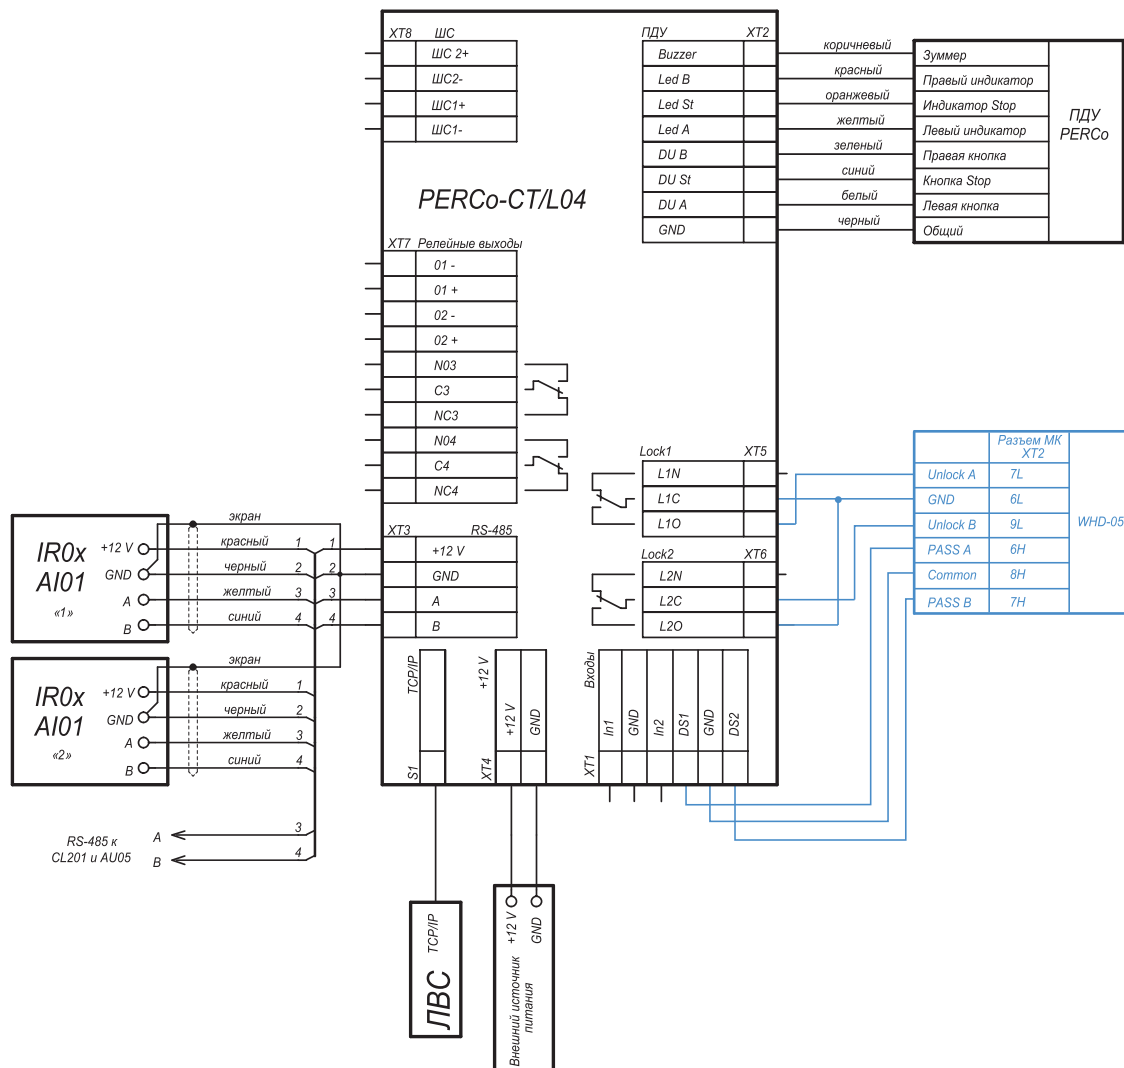 XT8 ШС
ШС 2+
ШС2-
ШС1+
ШС1-
ПДУ XT2
Buzzer
Led B
Led St
Led A
DU B
DU St
DU A
GND
коричневый
красный
оранжевый
желтый
зеленый
синий
белый
черный
Зуммер
Правый индикатор
Индикатор Stop
Левый индикатор
Правая кнопка
Кнопка Stop
Левая кнопка
Общий
ПДУ
PERCo
PERCo-CT/L04
XT7 Релейные выходы
01 -
01 +
02 -
02 +
N03
C3
NC3
N04
C4
NC4
Lock1 XT5
L1N
L1C
L1O
Lock2 XT6
L2N
L2C
L2O
Разъем МК
XT2
Unlock A 7L
GND 6L
Unlock B 9L
PASS A 6H
Common 8H
PASS B 7H
WHD-05
XT3 RS-485
+12 V
GND
A
B
IR0x
AI01
«1»
+12 V
GND
A
B
экран
красный 1 1
черный 2 2
желтый 3 3
синий 4 4
IR0x
AI01
«2»
+12 V
GND
A
B
экран
красный 1
черный 2
желтый 3
синий 4
RS-485 к
CL201 и AU05
A 3
B 4
TCP/IP
S1
+12 V
+12 V
GND
XT4
Входы
In1
GND
In2
DS1
GND
DS2
XT1
ЛВС TCP/IP
+12 V
GND
Внешний источник
питания